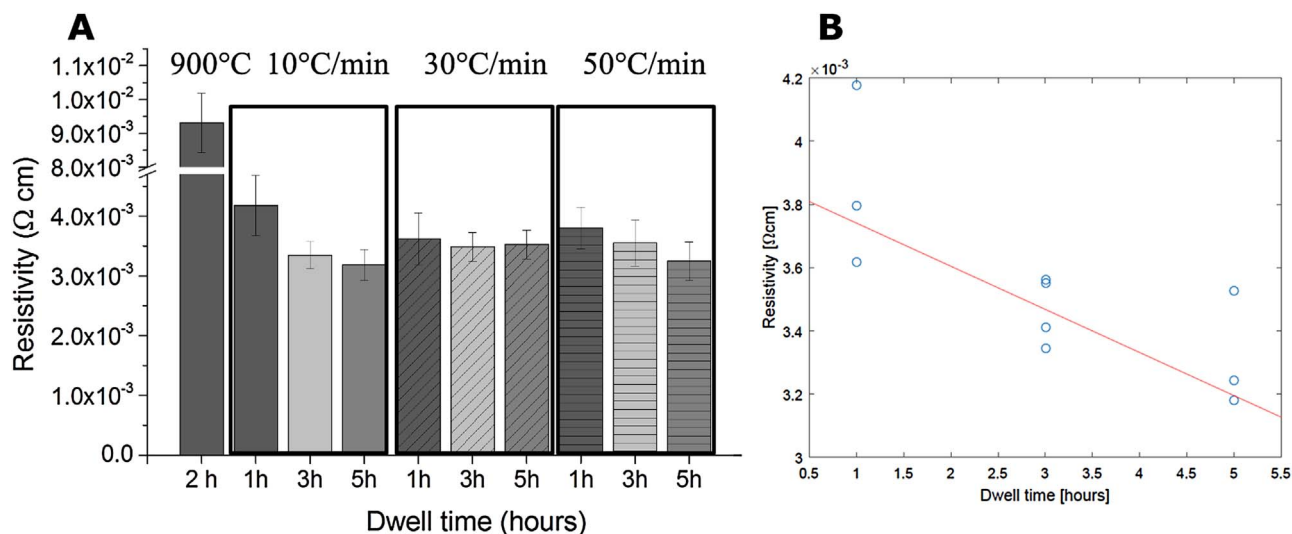 A
900°C 10°C/min 30°C/min 50°C/min
1.1x10⁻²
1.0x10⁻²
9.0x10⁻³
8.0x10⁻³
4.0x10⁻³
3.0x10⁻³
2.0x10⁻³
1.0x10⁻³
0.0
Resistivity (Ω cm)
2 h 1h 3h 5h 1h 3h 5h 1h 3h 5h
Dwell time (hours)
B
×10⁻³
4.2
4
3.8
3.6
3.4
3.2
3
Resistivity [Ωcm]
0.5 1 1.5 2 2.5 3 3.5 4 4.5 5 5.5
Dwell time [hours]